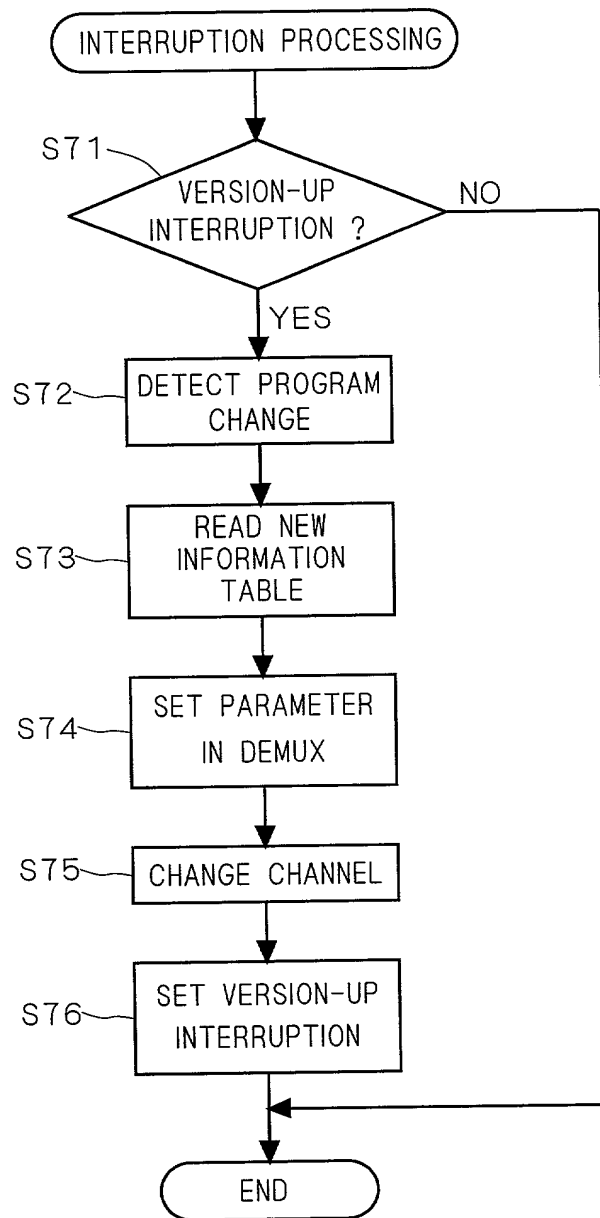 INTERRUPTION PROCESSING
S71
VERSION-UP
INTERRUPTION ?
NO
YES
S72
DETECT PROGRAM
CHANGE
S73
READ NEW
INFORMATION
TABLE
S74
SET PARAMETER
IN DEMUX
S75
CHANGE CHANNEL
S76
SET VERSION-UP
INTERRUPTION
END